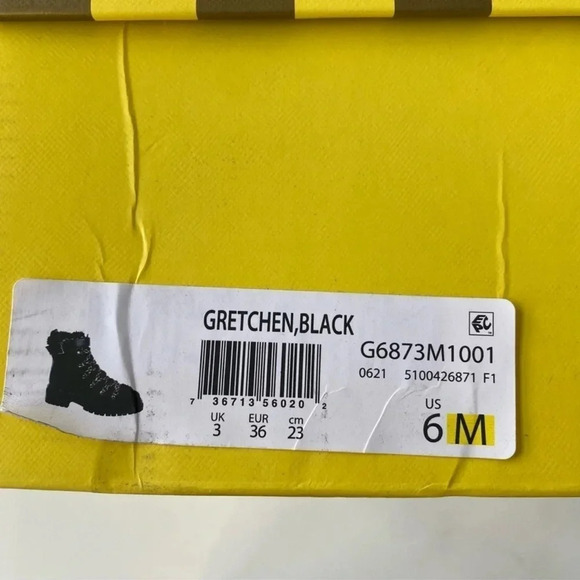 GRETCHEN,BLACK
G6873M1001
0621 5100426871 F1
7 36713 56020 2
UK EUR cm
3 36 23
US
6 M